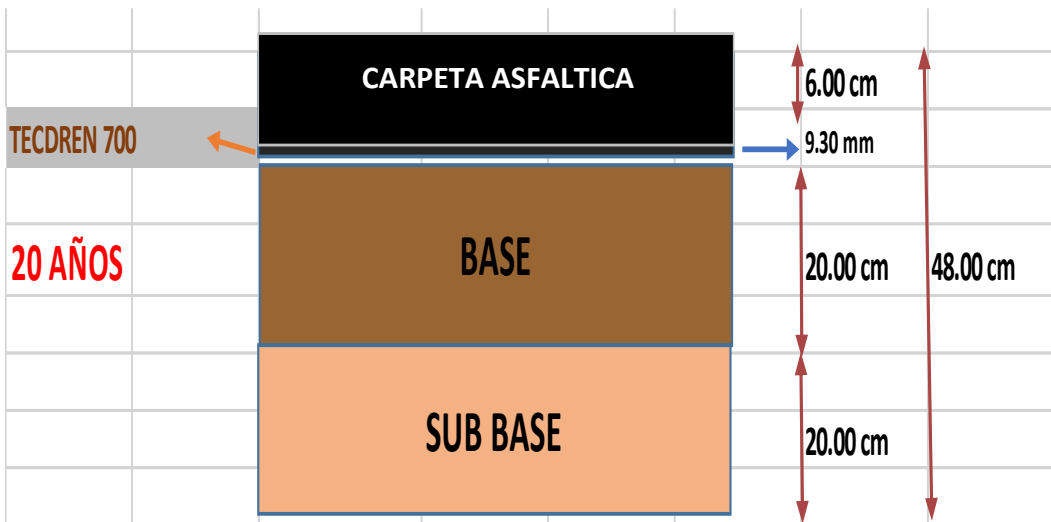 CARPETA ASFALTICA
6.00 cm
TECDREN 700
9.30 mm
20 AÑOS
BASE
20.00 cm
48.00 cm
SUB BASE
20.00 cm